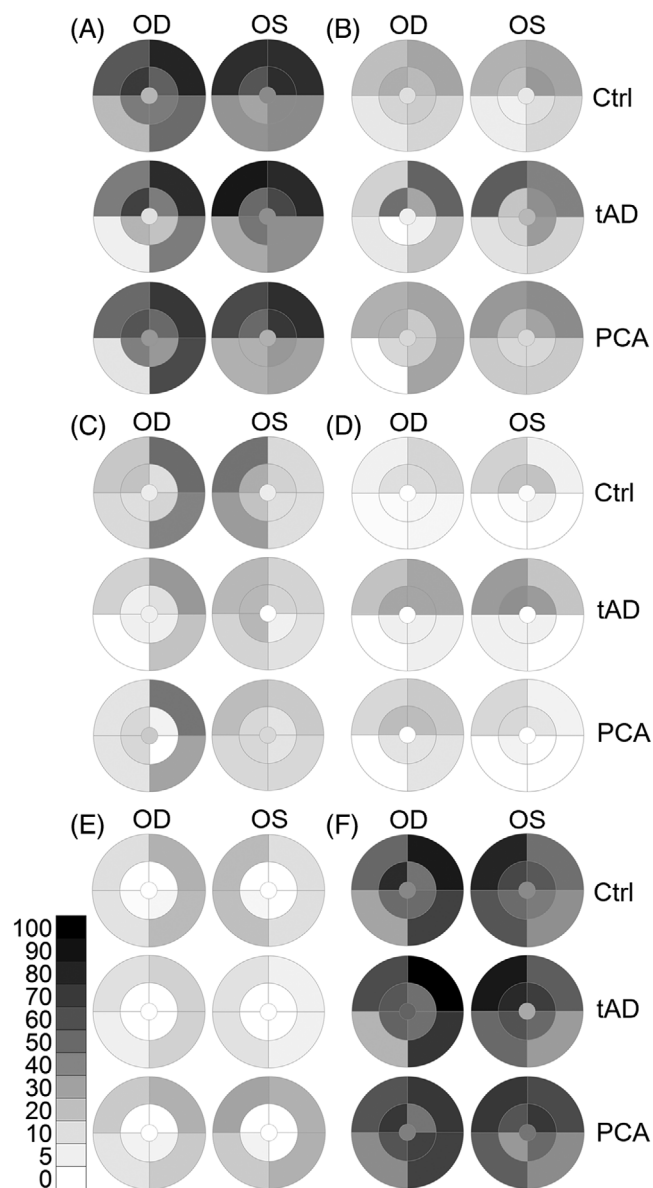 (A) OD OS (B) OD OS
Ctrl
tAD
PCA
(C) OD OS (D) OD OS
Ctrl
tAD
PCA
(E) OD OS (F) OD OS
Ctrl
100
90
80
70
60
50
40
30
20
10
5
0
tAD
PCA